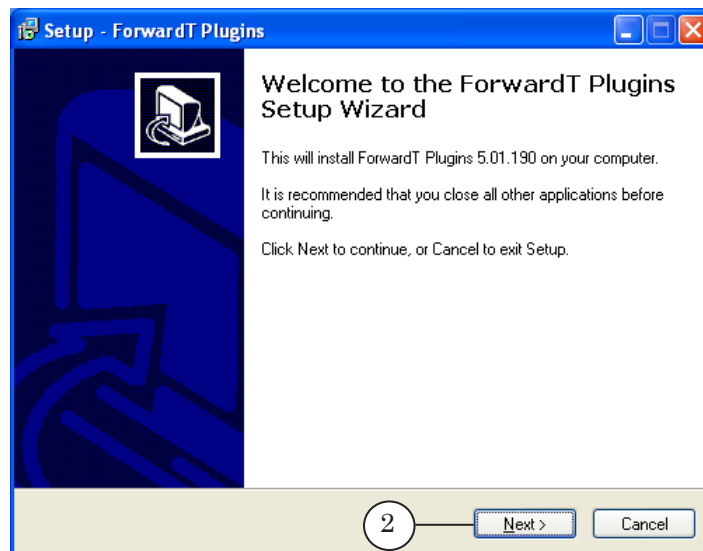 Setup - ForwardT Plugins
Welcome to the ForwardT Plugins
Setup Wizard
This will install ForwardT Plugins 5.01.190 on your computer.
It is recommended that you close all other applications before
continuing.
Click Next to continue, or Cancel to exit Setup.
2
Next >
Cancel